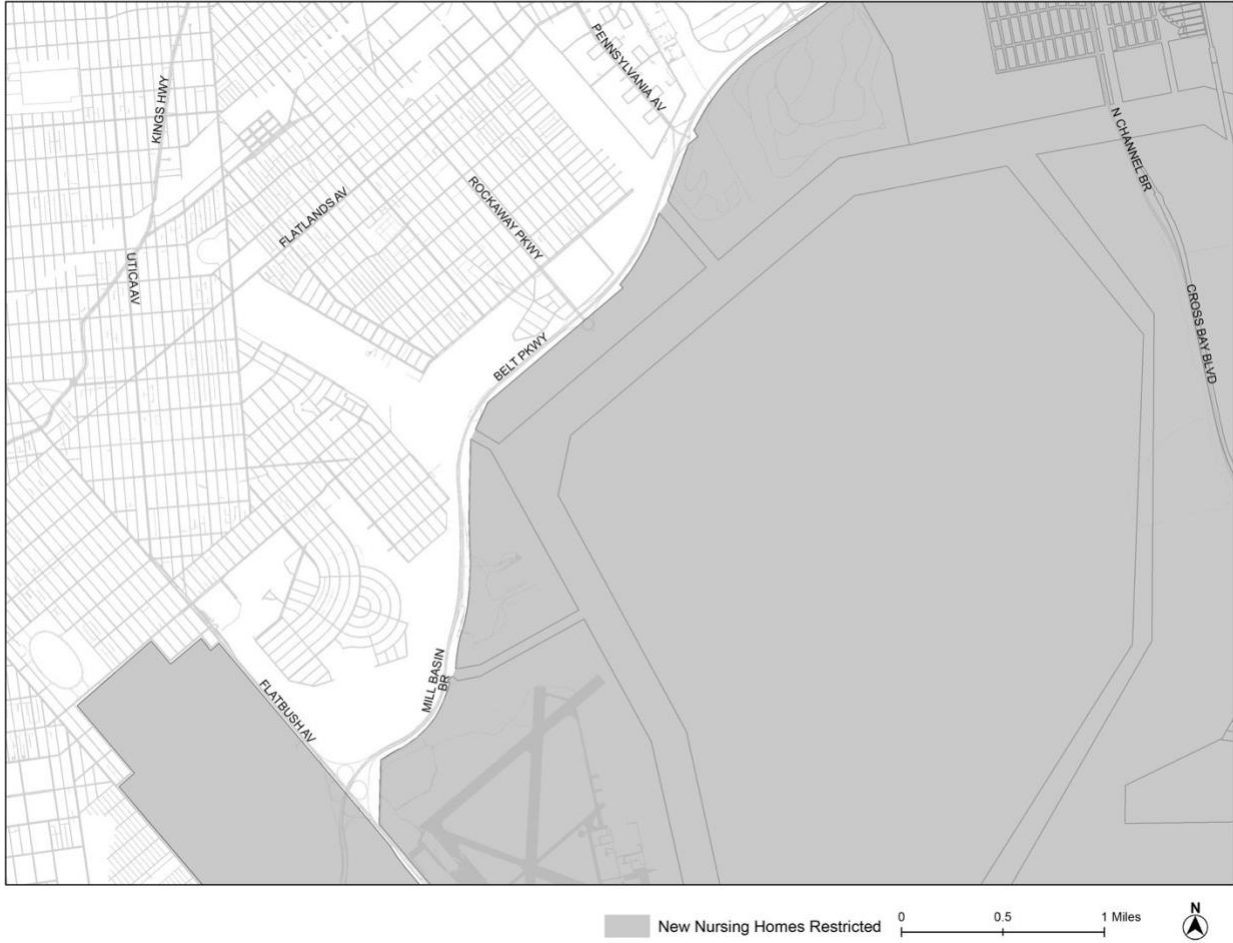 PENNSYLVANIA AV
KINGS HWY
N CHANNEL BR
ROCKAWAY PKWY
FLATLANDS AV
UTICA AV
CROSS BAY BLVD
BELT PKWY
MILL BASIN
BR
FLATBUSH AV
New Nursing Homes Restricted
0 0.5 1 Miles
N